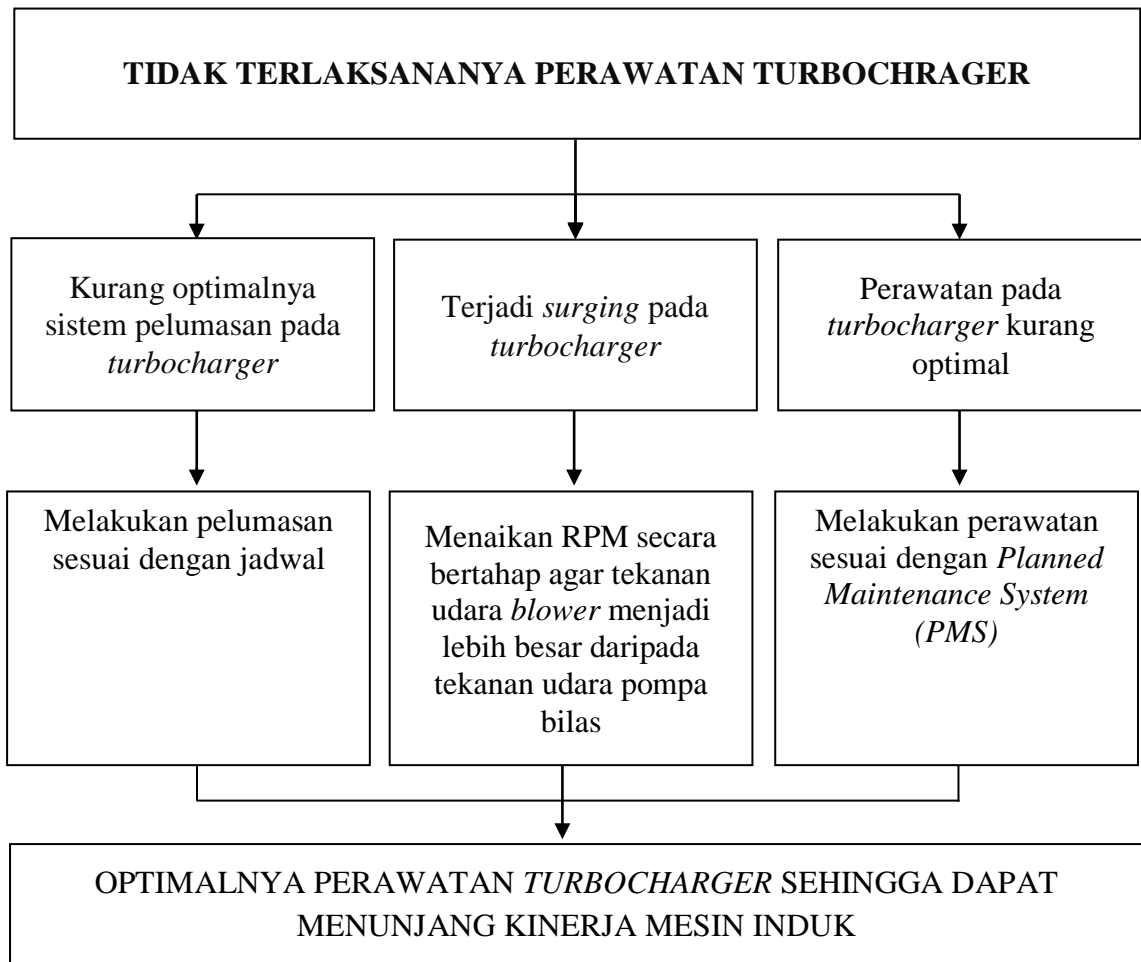 TIDAK TERLAKSANANYA PERAWATAN TURBOCHRAGER
Kurang optimalnya
sistem pelumasan pada
turbocharger
Terjadi surging pada
turbocharger
Perawatan pada
turbocharger kurang
optimal
Melakukan pelumasan
sesuai dengan jadwal
Menaikan RPM secara
bertahap agar tekanan
udara blower menjadi
lebih besar daripada
tekanan udara pompa
bilas
Melakukan perawatan
sesuai dengan Planned
Maintenance System
(PMS)
OPTIMALNYA PERAWATAN TURBOCHARGER SEHINGGA DAPAT
MENUNJANG KINERJA MESIN INDUK